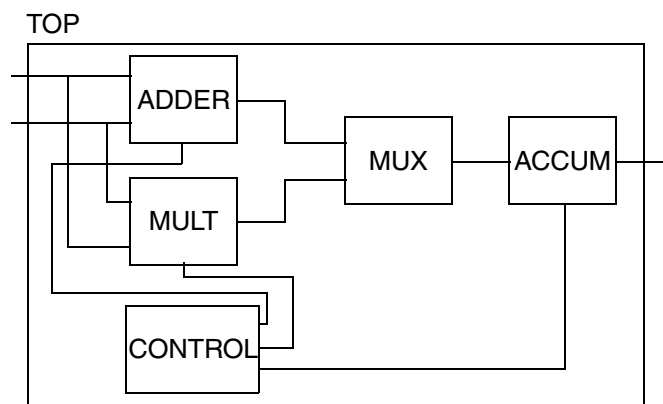 TOP
ADDER
MUX
ACCUM
MULT
CONTROL